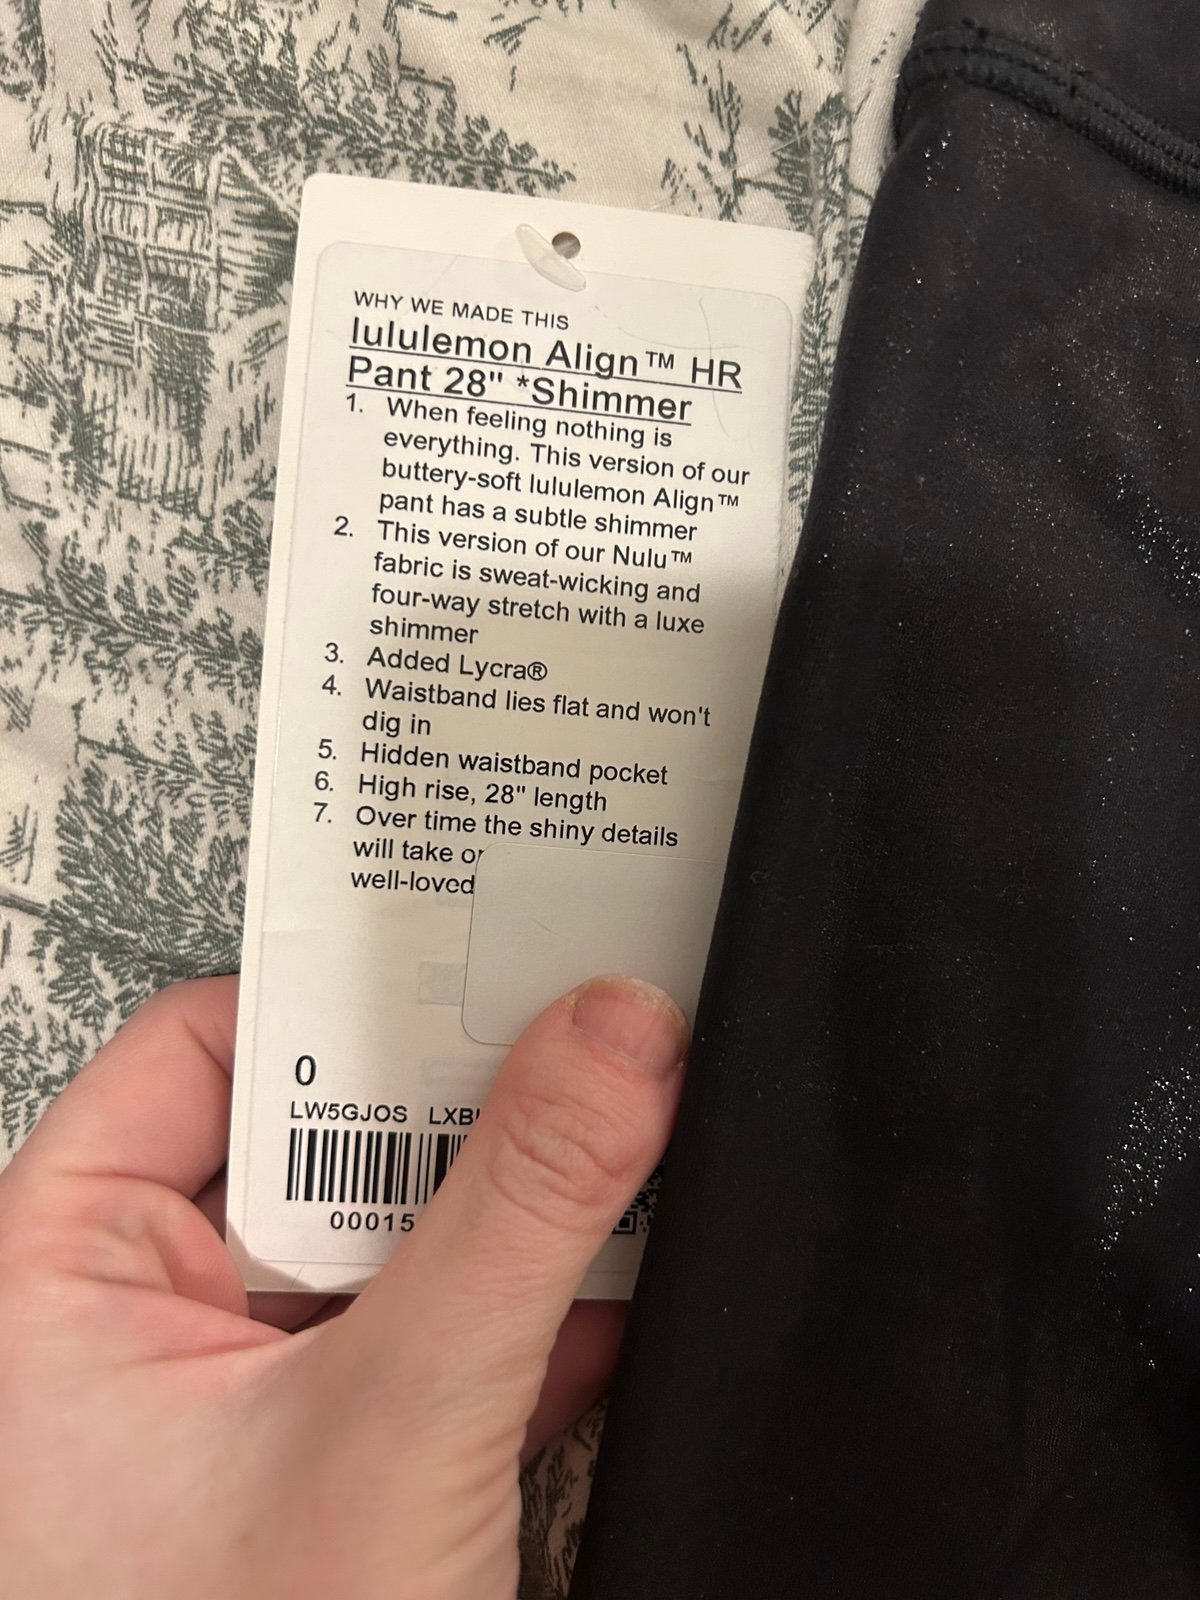 WHY WE MADE THIS
lululemon Align™ HR
Pant 28" *Shimmer
1. When feeling nothing is
everything. This version of our
buttery-soft lululemon Align™
pant has a subtle shimmer
2. This version of our Nulu™
fabric is sweat-wicking and
four-way stretch with a luxe
shimmer
3. Added Lycra®
4. Waistband lies flat and won't
dig in
5. Hidden waistband pocket
6. High rise, 28" length
7. Over time the shiny details
will take
well-loved
0
LW5GJOS
00015